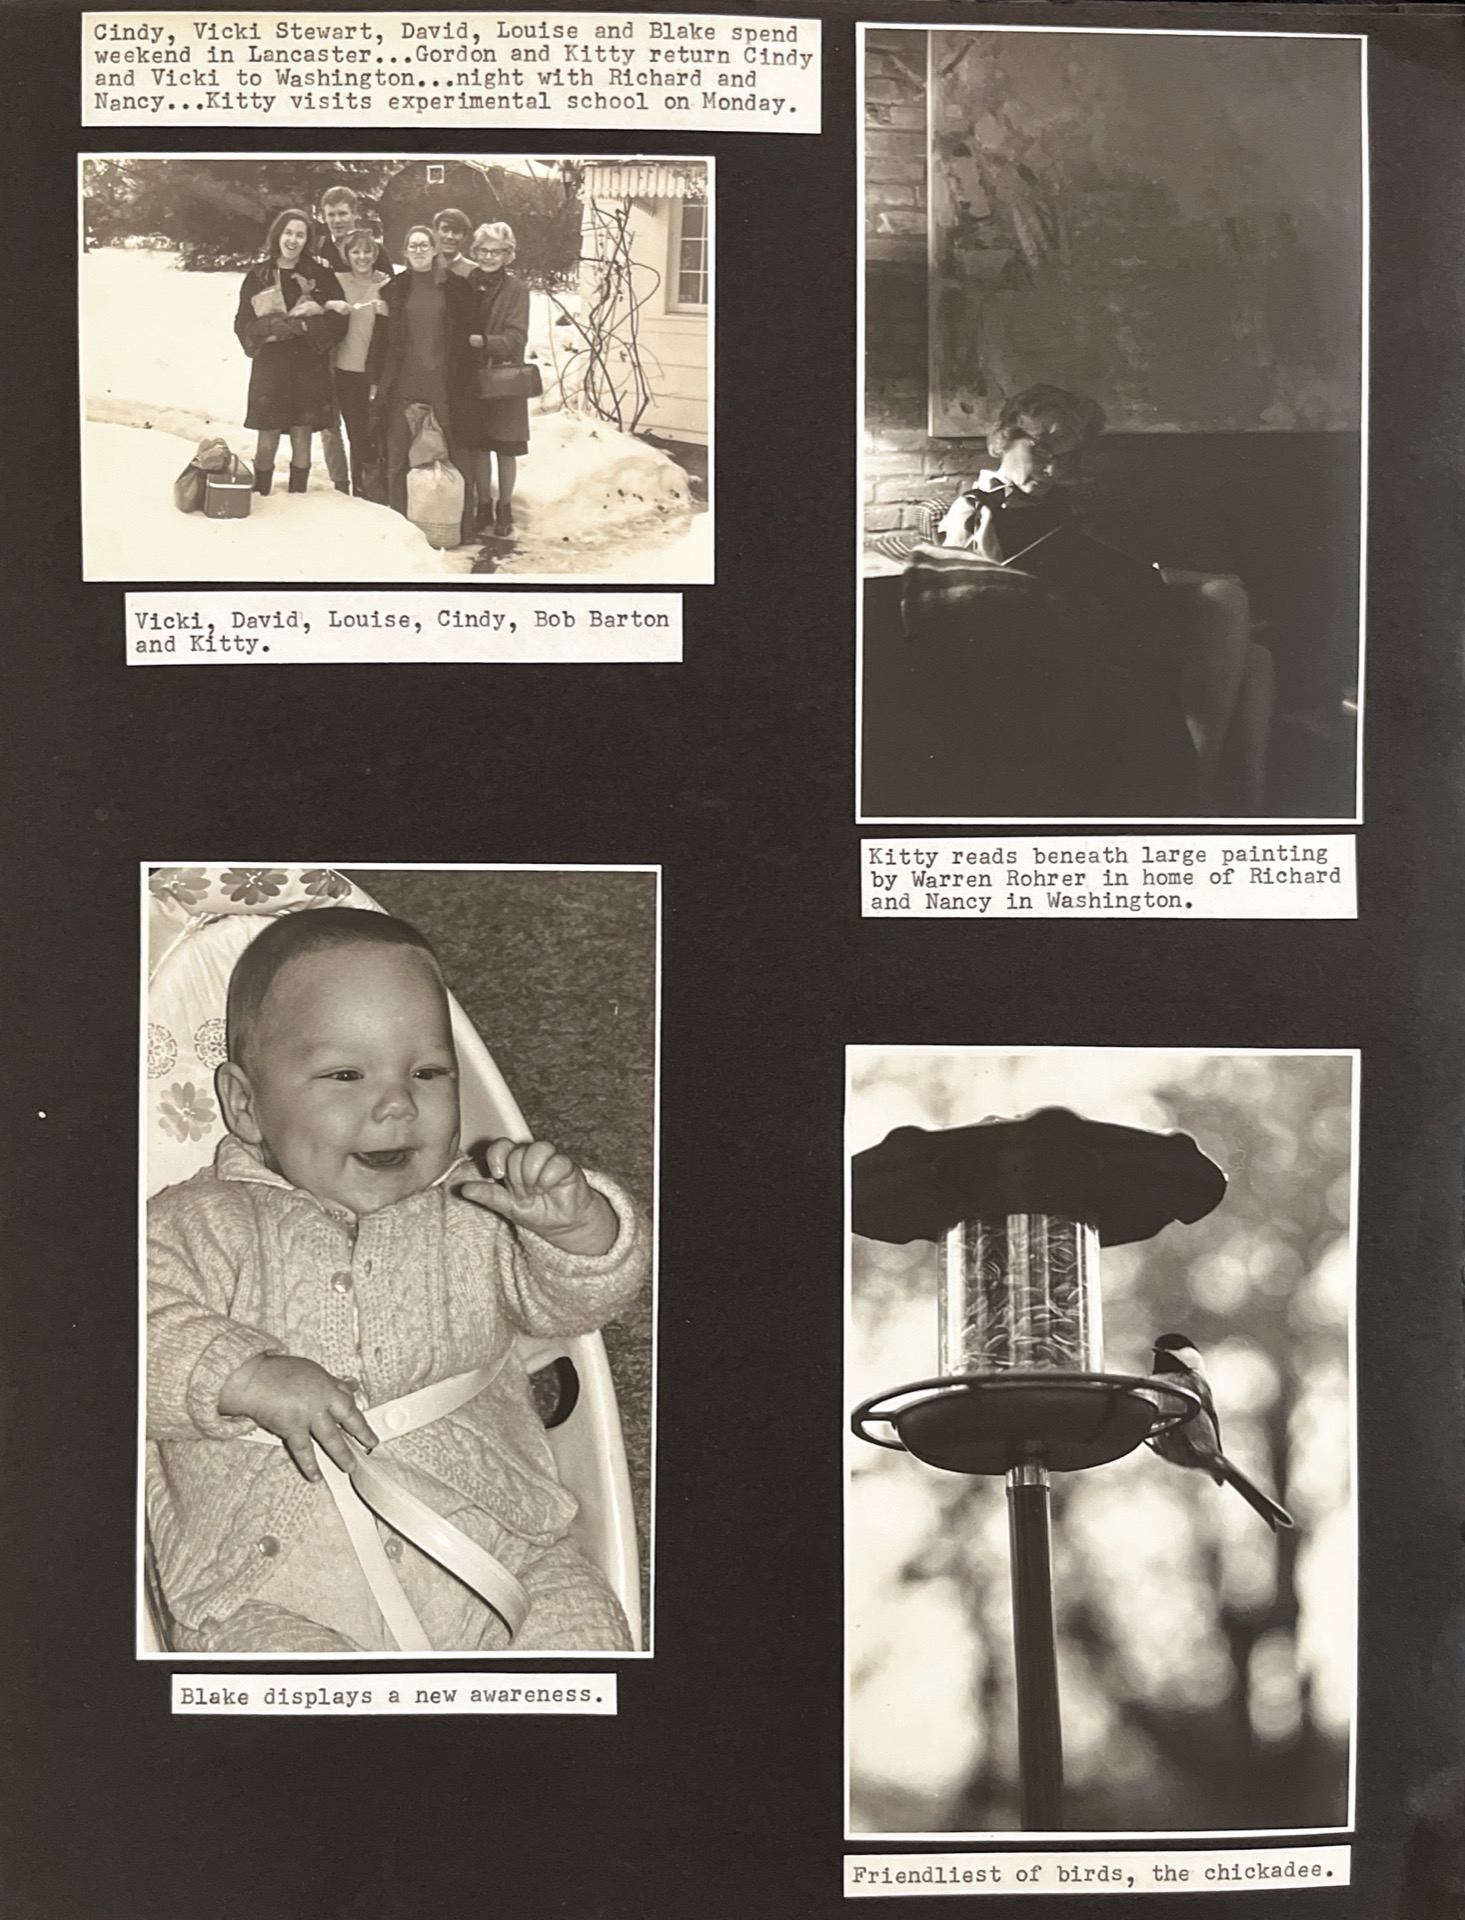 Cindy, Vicki Stewart, David, Louise and Blake spend
weekend in Lancaster...Gordon and Kitty return Cindy
and Vicki to Washington...night with Richard and
Nancy...Kitty visits experimental school on Monday.
Vicki, David, Louise, Cindy, Bob Barton
and Kitty.
Kitty reads beneath large painting
by Warren Rohrer in home of Richard
and Nancy in Washington.
Blake displays a new awareness.
Friendliest of birds, the chickadee.